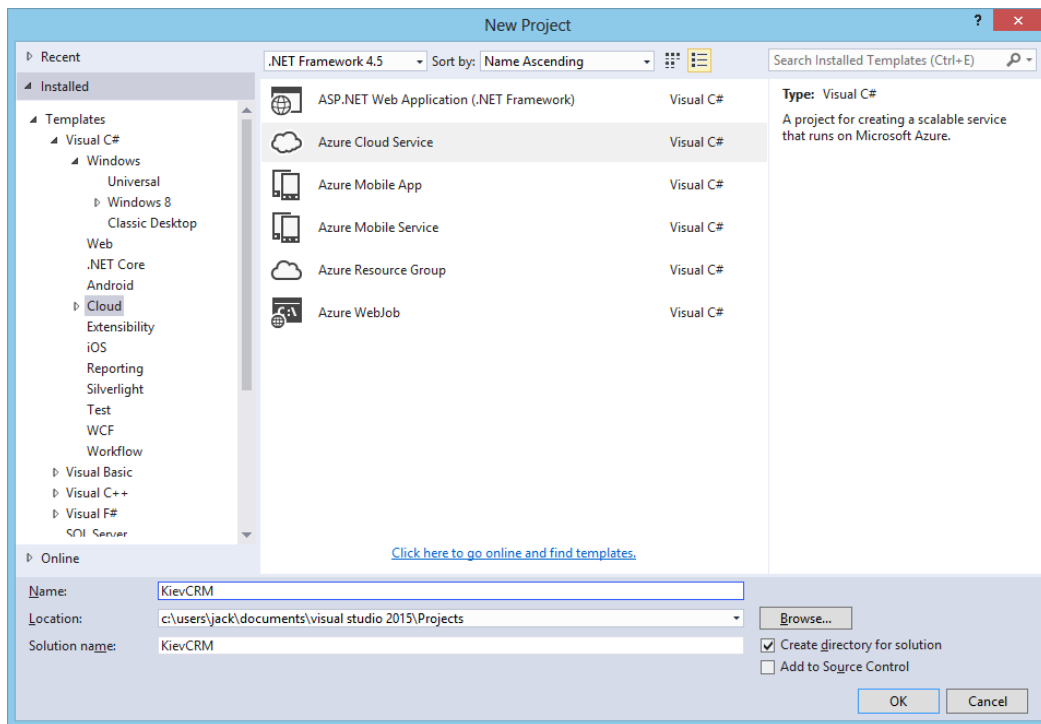 New Project
?
×
Recent
.NET Framework 4.5
Sort by:
Name Ascending
Search Installed Templates (Ctrl+E)
Installed
Templates
Visual C#
Windows
Universal
Windows 8
Classic Desktop
Web
.NET Core
Android
Cloud
Extensibility
iOS
Reporting
Silverlight
Test
WCF
Workflow
Visual Basic
Visual C++
Visual F#
SQL Server
Online
ASP.NET Web Application (.NET Framework) Visual C#
Azure Cloud Service Visual C#
Azure Mobile App Visual C#
Azure Mobile Service Visual C#
Azure Resource Group Visual C#
Azure WebJob Visual C#
Click here to go online and find templates.
Type: Visual C#
A project for creating a scalable service
that runs on Microsoft Azure.
Name: KievCRM
Location: c:\users\jack\documents\visual studio 2015\Projects
Browse...
Solution name: KievCRM
Create directory for solution
Add to Source Control
OK
Cancel